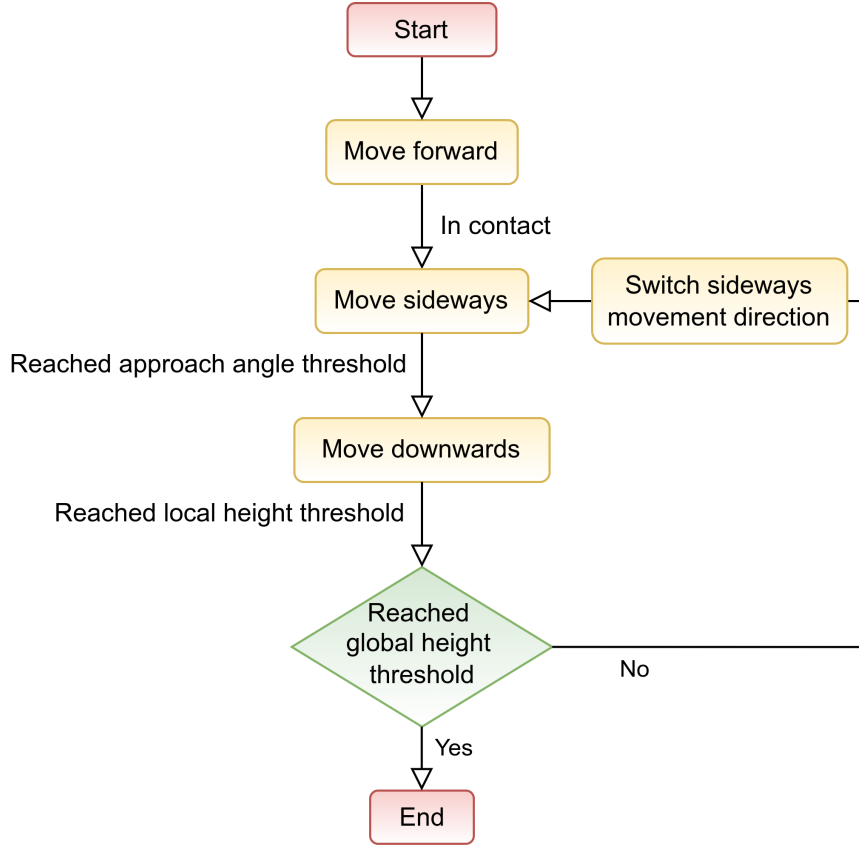 Start
Move forward
In contact
Move sideways
Switch sideways
movement direction
Reached approach angle threshold
Move downwards
Reached local height threshold
Reached
global height
threshold
No
Yes
End